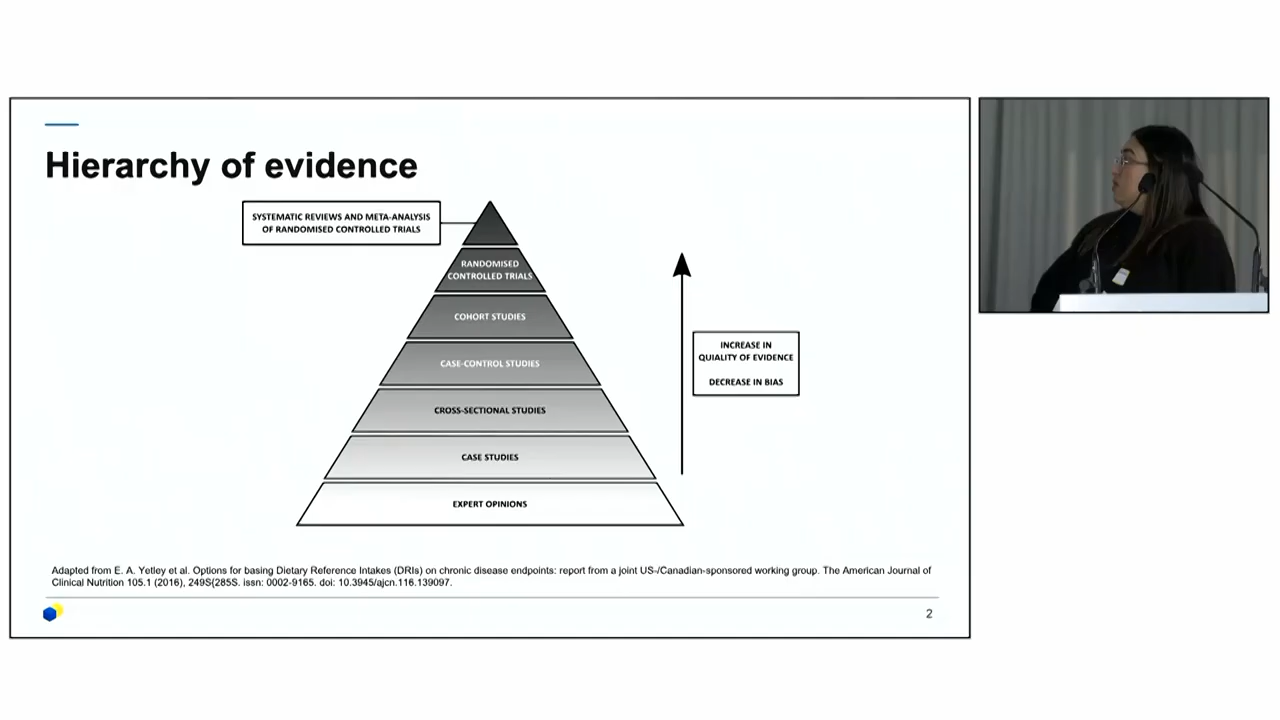 Hierarchy of evidence
SYSTEMATIC REVIEWS AND META-ANALYSIS
OF RANDOMISED CONTROLLED TRIALS
RANDOMISED
CONTROLLED TRIALS
COHORT STUDIES
CASE-CONTROL STUDIES
CROSS-SECTIONAL STUDIES
CASE STUDIES
EXPERT OPINIONS
INCREASE IN
QUIALITY OF EVIDENCE
DECREASE IN BIAS
Adapted from E. A. Yetley et al. Options for basing Dietary Reference Intakes (DRIs) on chronic disease endpoints: report from a joint US-/Canadian-sponsored working group. The American Journal of
Clinical Nutrition 105.1 (2016), 249S{285S. issn: 0002-9165. doi: 10.3945/ajcn.116.139097.
2